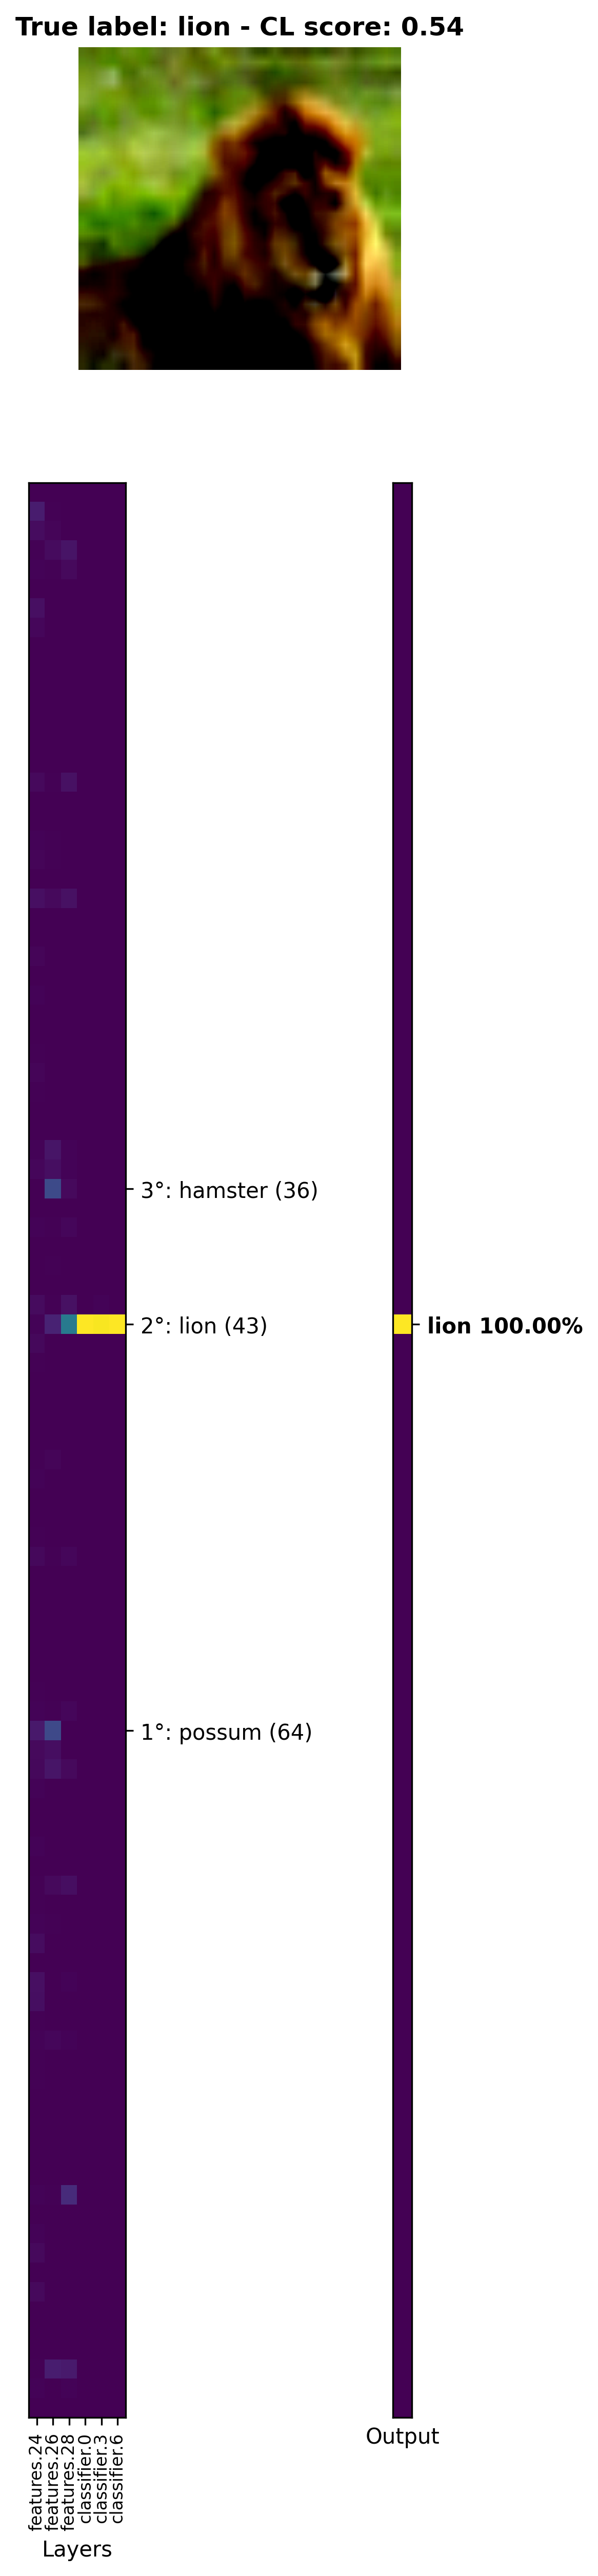 True label: lion - CL score: 0.54
3°: hamster (36)
2°: lion (43)
lion 100.00%
1°: possum (64)
features.24
features.26
features.28
classifier.0
classifier.3
classifier.6
Layers
Output